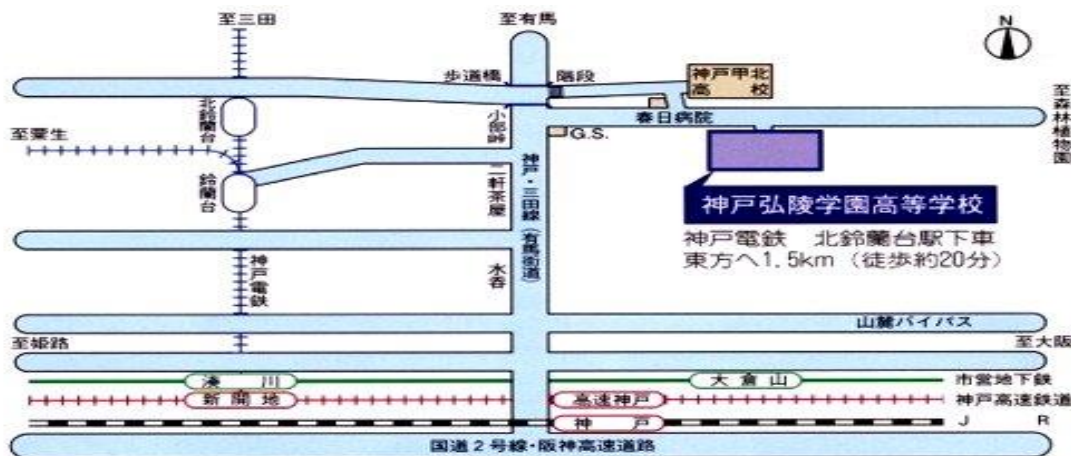 至三田
至有馬
N
歩道橋
階段
神戸甲北
高校
至森林植物園
北鈴蘭台
小部峠
春日病院
G.S.
至粟生
鈴蘭台
二軒茶屋
神戸・三田線(有馬街道)
神戸弘陵学園高等学校
神戸電鉄 北鈴蘭台駅下車
東方へ1.5km(徒歩約20分)
神戸電鉄
水呑
山麓バイパス
至姫路
至大阪
湊川
大倉山
市営地下鉄
新開地
高速神戸
神戸高速鉄道
神戸
J R
国道2号線・阪神高速道路